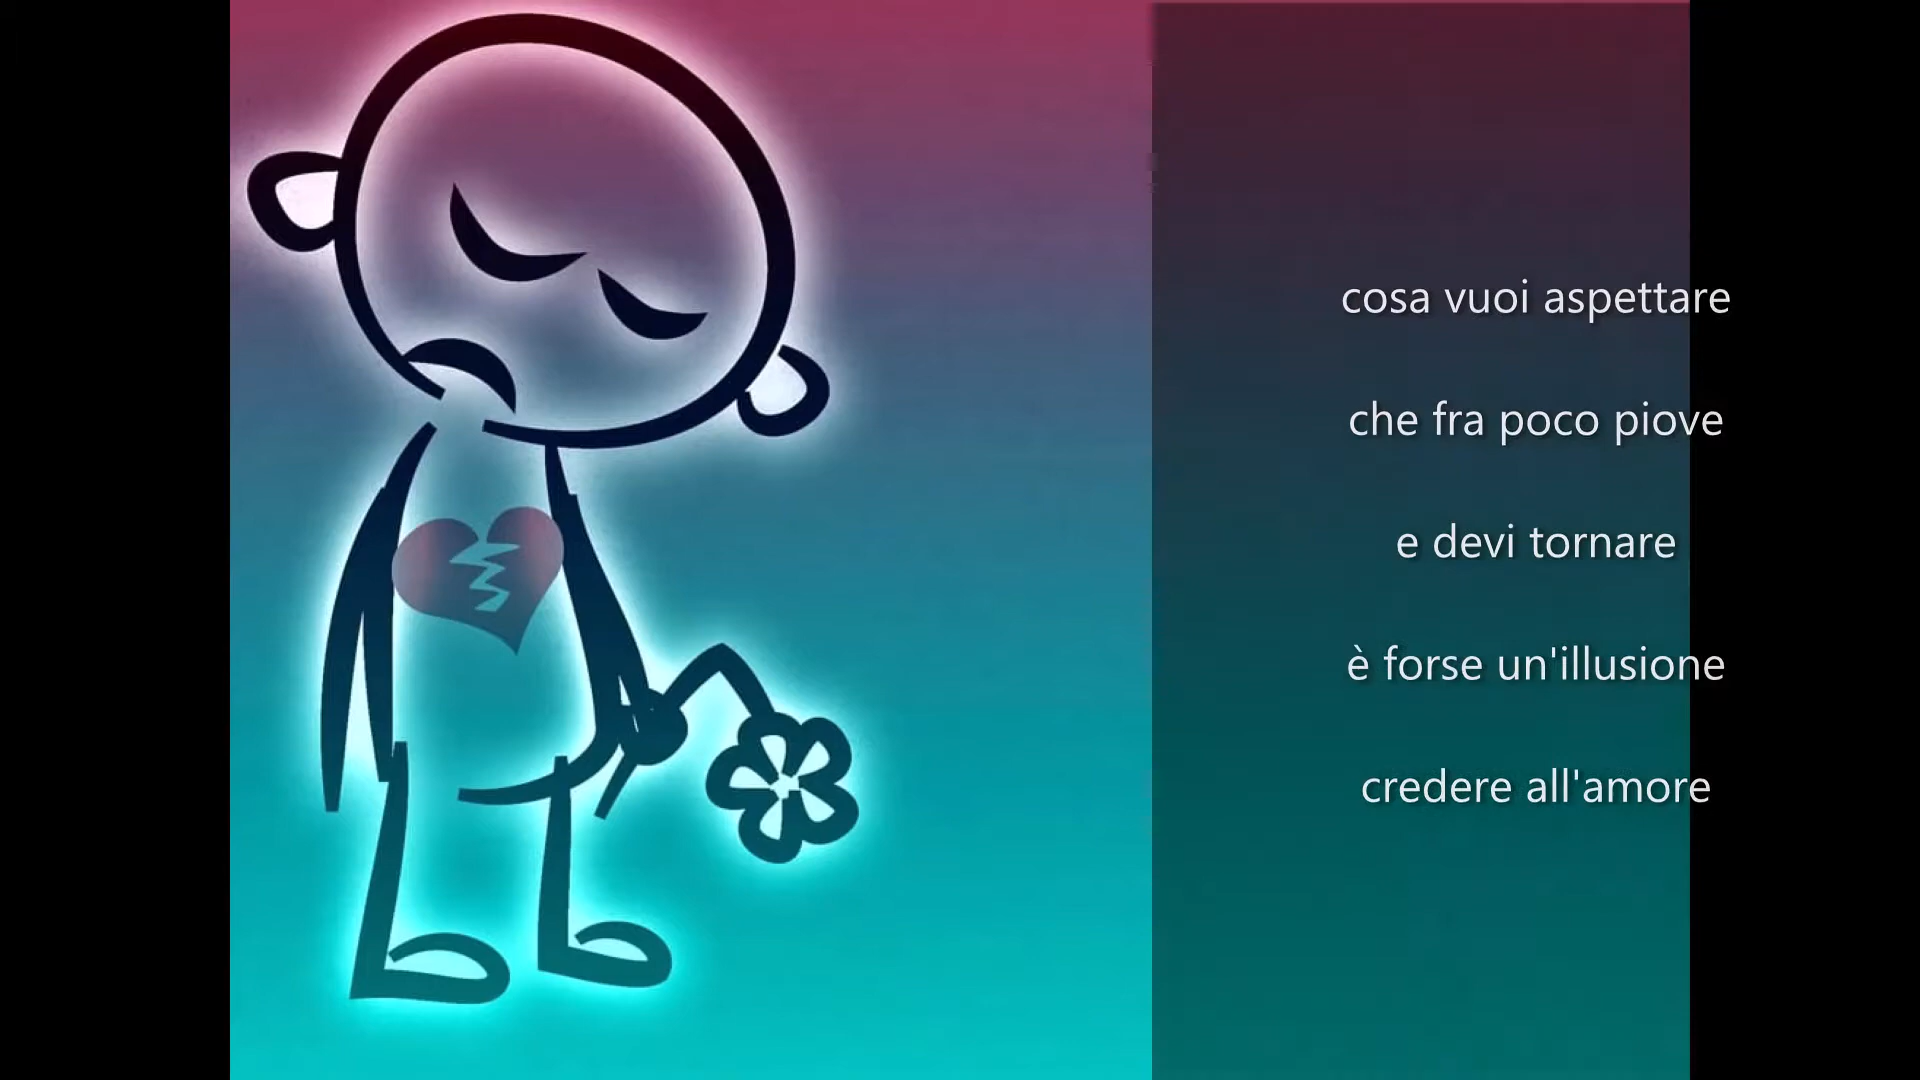 cosa vuoi aspettare
che fra poco piove
e devi tornare
è forse un'illusione
credere all'amore